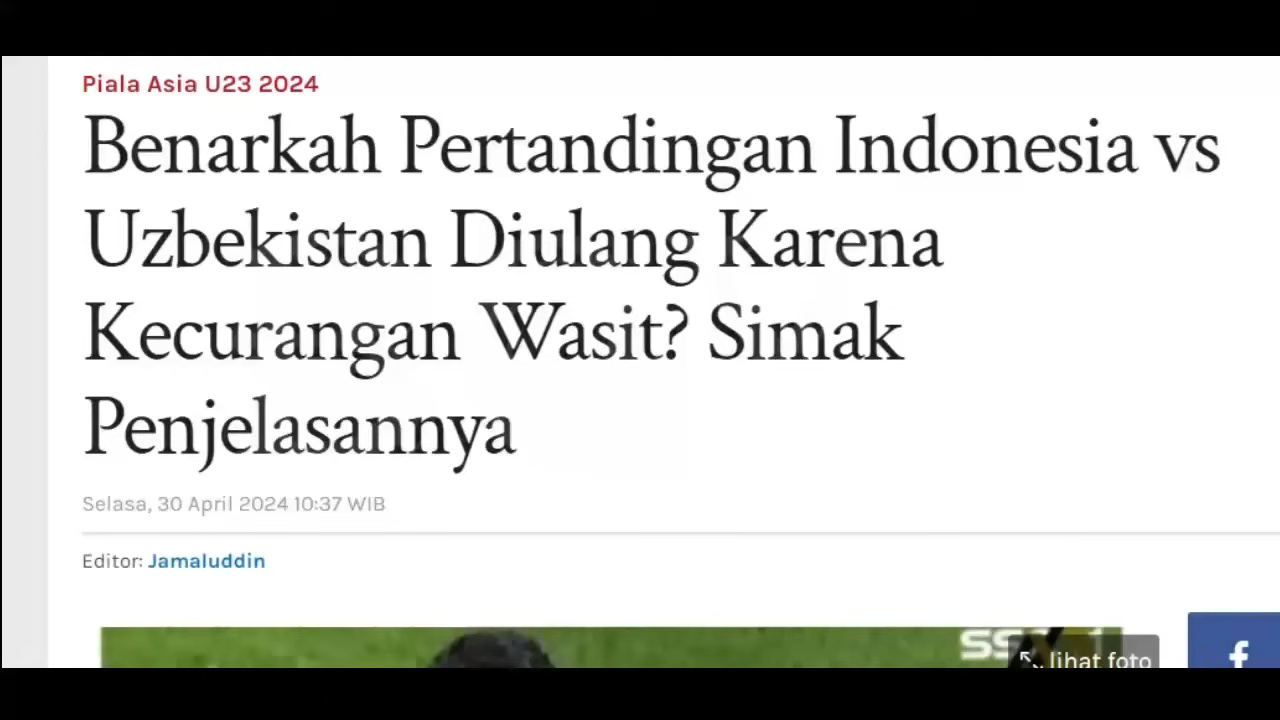 Piala Asia U23 2024
Benarkah Pertandingan Indonesia vs
Uzbekistan Diulang Karena
Kecurangan Wasit? Simak
Penjelasannya
Selasa, 30 April 2024 10:37 WIB
Editor: Jamaluddin
lihat foto
f